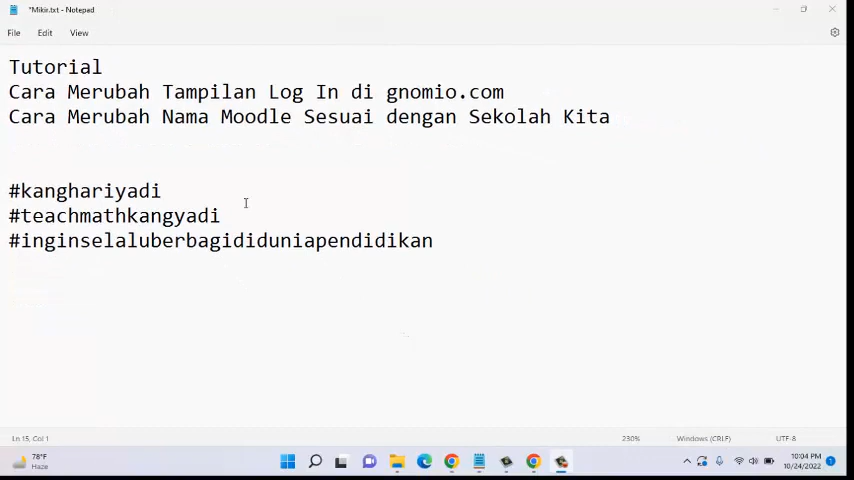 *Mikir.txt - Notepad
File Edit View
Tutorial
Cara Merubah Tampilan Log In di gnomio.com
Cara Merubah Nama Moodle Sesuai dengan Sekolah Kita
#kanghariyadi
#teachmathkangyadi
#inginselaluberbagididuniapendidikan
Ln 15, Col 1 230% Windows (CRLF) UTF-8
78°F
Haze
10:04 PM
10/24/2022
1